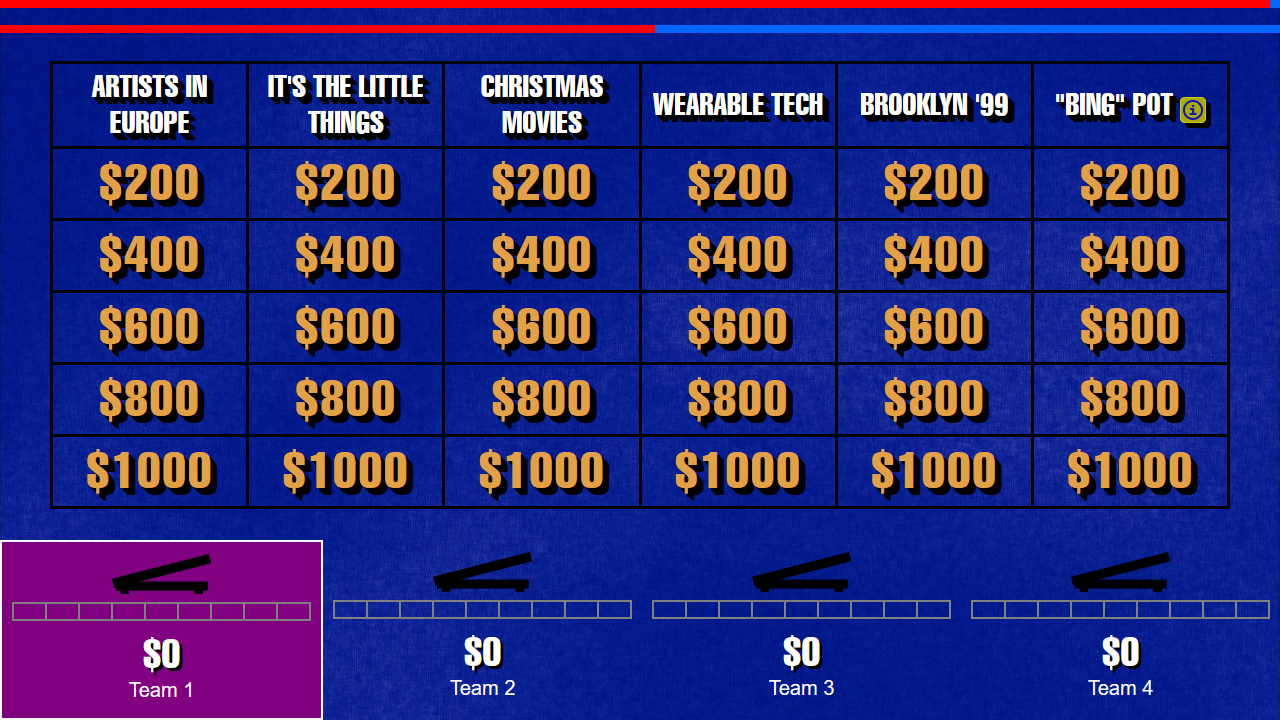 ARTISTS IN EUROPE
IT'S THE LITTLE THINGS
CHRISTMAS MOVIES
WEARABLE TECH
BROOKLYN '99
"BING" POT
$200 $200 $200 $200 $200 $200
$400 $400 $400 $400 $400 $400
$600 $600 $600 $600 $600 $600
$800 $800 $800 $800 $800 $800
$1000 $1000 $1000 $1000 $1000 $1000
$0 $0 $0 $0
Team 1 Team 2 Team 3 Team 4